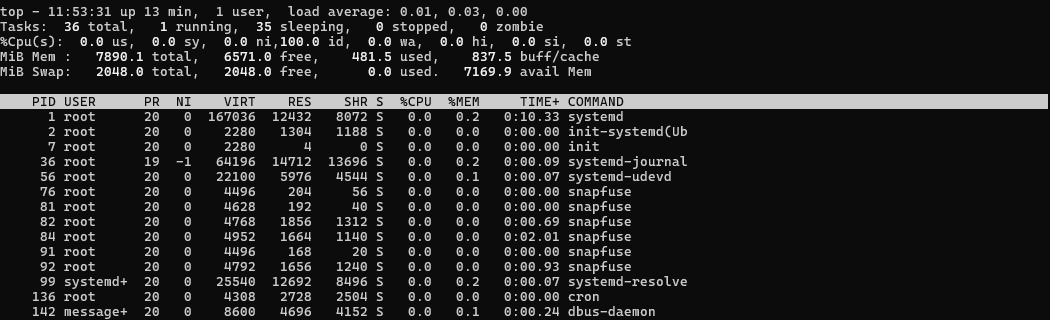 top - 11:53:31 up 13 min,  1 user,  load average: 0.01, 0.03, 0.00
Tasks:  36 total,   1 running,  35 sleeping,   0 stopped,   0 zombie
%Cpu(s):  0.0 us,  0.0 sy,  0.0 ni,100.0 id,  0.0 wa,  0.0 hi,  0.0 si,  0.0 st
MiB Mem :   7890.1 total,   6571.0 free,    481.5 used,    837.5 buff/cache
MiB Swap:   2048.0 total,   2048.0 free,      0.0 used.   7169.9 avail Mem
    PID USER      PR  NI    VIRT    RES    SHR S  %CPU  %MEM     TIME+ COMMAND
      1 root      20   0  167036  12432   8072 S   0.0   0.2   0:10.33 systemd
      2 root      20   0    2280   1304   1188 S   0.0   0.0   0:00.00 init-systemd(Ub
      7 root      20   0    2280      4      0 S   0.0   0.0   0:00.00 init
     36 root      19  -1   64196  14712  13696 S   0.0   0.2   0:00.09 systemd-journal
     56 root      20   0   22100   5976   4544 S   0.0   0.1   0:00.07 systemd-udevd
     76 root      20   0    4496    204     56 S   0.0   0.0   0:00.00 snapfuse
     81 root      20   0    4628    192     40 S   0.0   0.0   0:00.00 snapfuse
     82 root      20   0    4768   1856   1312 S   0.0   0.0   0:00.69 snapfuse
     84 root      20   0    4952   1664   1140 S   0.0   0.0   0:02.01 snapfuse
     91 root      20   0    4496    168     20 S   0.0   0.0   0:00.00 snapfuse
     92 root      20   0    4792   1656   1240 S   0.0   0.0   0:00.93 snapfuse
     99 systemd+  20   0   25540  12692   8496 S   0.0   0.2   0:00.07 systemd-resolve
    136 root      20   0    4308   2728   2504 S   0.0   0.0   0:00.00 cron
    142 message+  20   0    8600   4696   4152 S   0.0   0.1   0:00.24 dbus-daemon